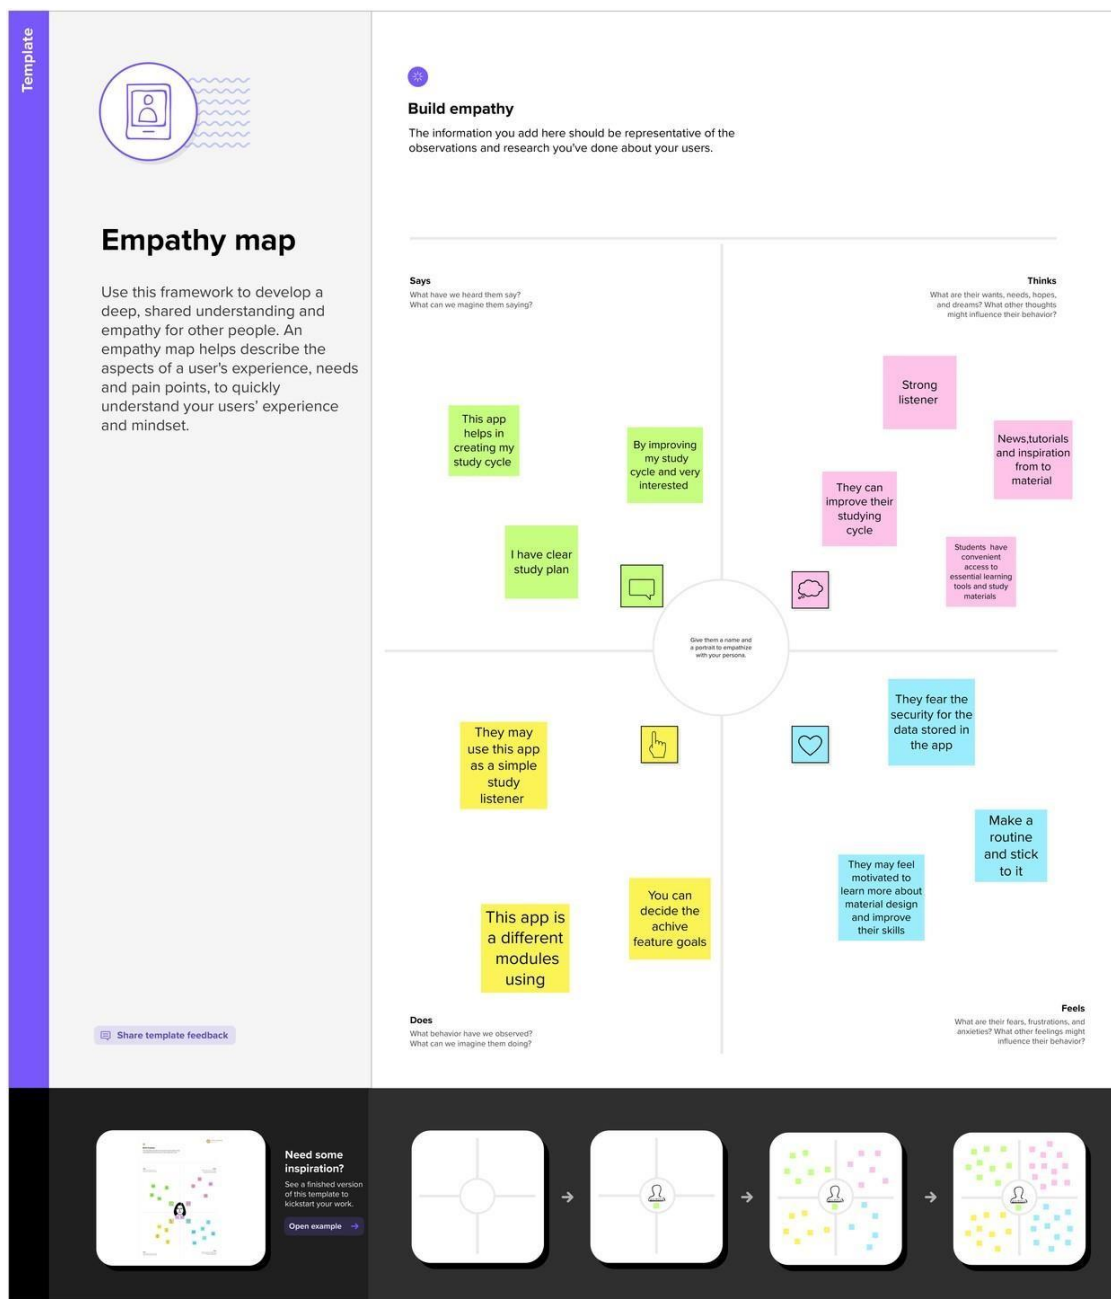 Template
Empathy map
Use this framework to develop a
deep, shared understanding and
empathy for other people. An
empathy map helps describe the
aspects of a user's experience, needs
and pain points, to quickly
understand your users' experience
and mindset.
Share template feedback
Build empathy
The information you add here should be representative of the
observations and research you've done about your users.
Says
What have we heard them say?
What can we magine them saying?
Thinks
What are their wants, needs, hopes,
and dreams? What other thoughts
might influence their behavior?
This app
helps in
creating my
study cycle
By improving
my study
cycle and very
interested
I have clear
study plan
Strong
listener
News,tutorials
and inspiration
from to
material
They can
improve their
studying
cycle
Students have
convenient
access to
essential learning
tools and study
materials
Give them a name and
a portrait to empathize
with your persona.
They may
use this app
as a simple
study
listener
This app is
a different
modules
using
You can
decide the
achive
feature goals
They fear the
security for the
data stored in
the app
Make a
routine
and stick
to it
They may feel
motivated to
learn more about
material design
and improve
their skills
Does
What behavior have we observed?
What can we imagine them doing?
Feels
What are their fears, frustrations, and
anxieties? What other feelings might
influence their behavior?
Need some
inspiration?
See a finished version
of this template to
kickstart your work.
Open example